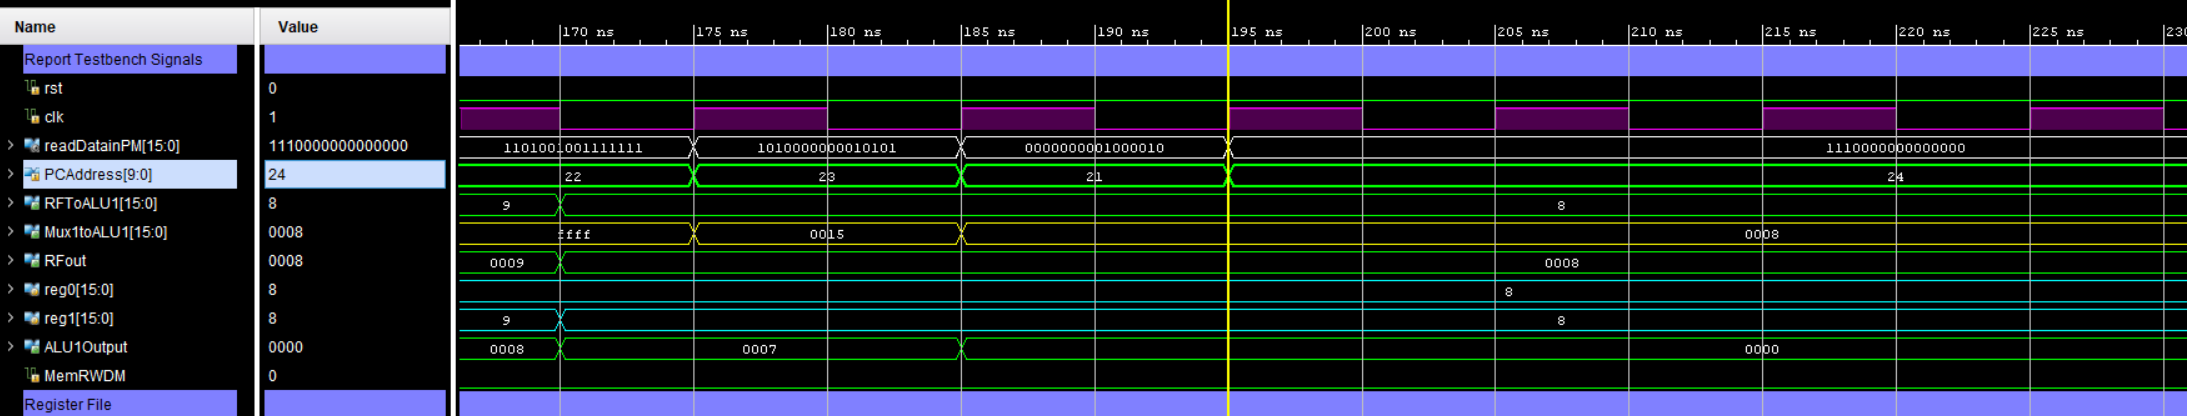 Name Value 170 ns 175 ns 180 ns 185 ns 190 ns 195 ns 200 ns 205 ns 210 ns 215 ns 220 ns 225 ns 230
Report Testbench Signals
rst 0
clk 1
readDatainPM[15:0] 1110000000000000 1101001001111111 1010000000010101 0000000001000010 1110000000000000
PCAddress[9:0] 24 22 23 21 24
RFToALU1[15:0] 8 9 8
Mux1toALU1[15:0] 0008 ffff 0015 0008
RFout 0008 0009 0008
reg0[15:0] 8 8
reg1[15:0] 8 9 8
ALU1Output 0000 0008 0007 0000
MemRWDM 0
Register File